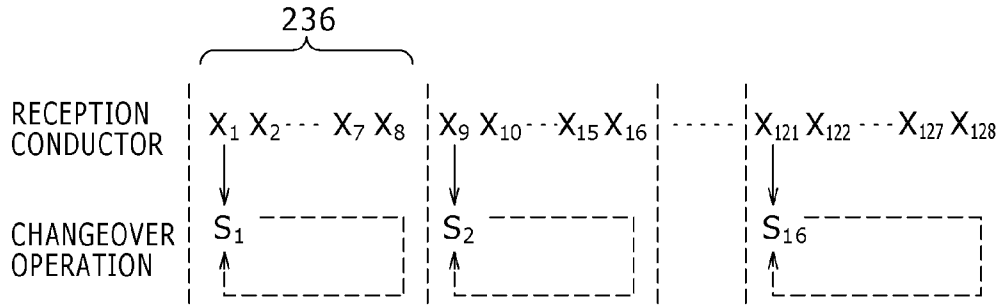 236
RECEPTION CONDUCTOR
X₁ X₂ ---- X₇ X₈ X₉ X₁₀ --- X₁₅ X₁₆ ------ X₁₂₁ X₁₂₂ --- X₁₂₇ X₁₂₈
CHANGEOVER OPERATION
S₁ S₂ S₁₆